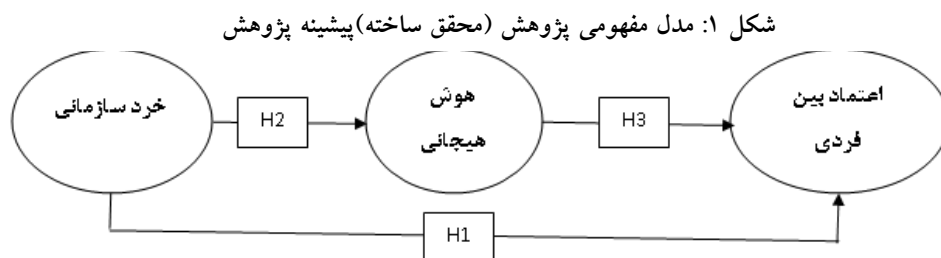 شکل ۱: مدل مفهومی پژوهش (محقق ساخته)پیشینه پژوهش
خرد سازمانی
H2
هوش
هیجانی
H3
اعتماد بین
فردی
H1